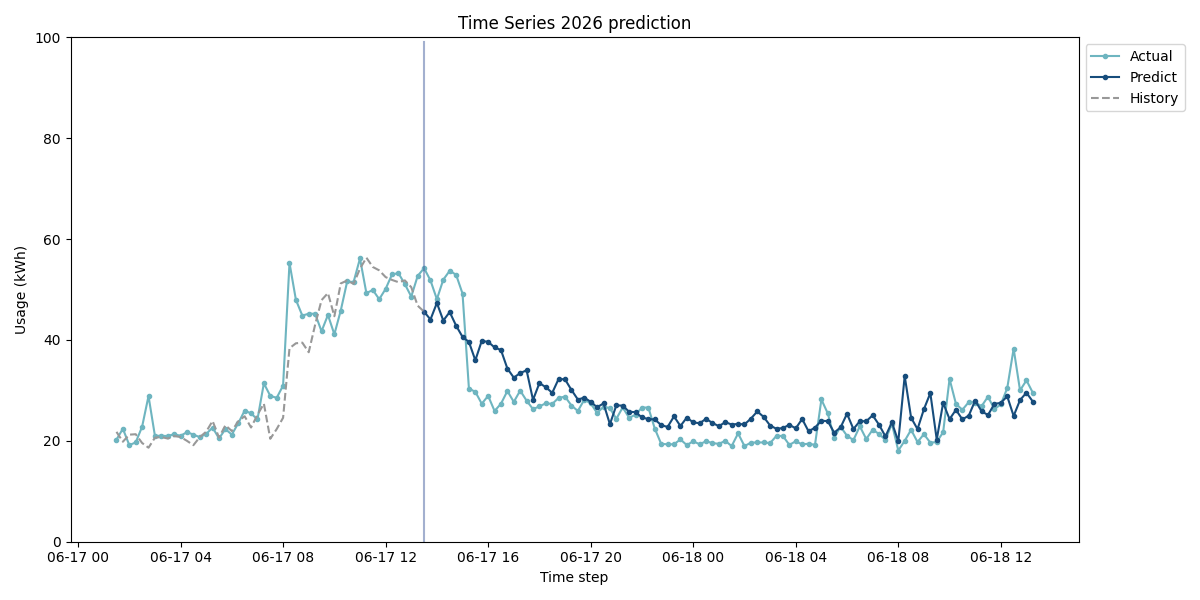 Time Series 2026 prediction
Usage (kWh)
100
80
60
40
20
0
06-17 00
06-17 04
06-17 08
06-17 12
06-17 16
06-17 20
06-18 00
06-18 04
06-18 08
06-18 12
Time step
Actual
Predict
History